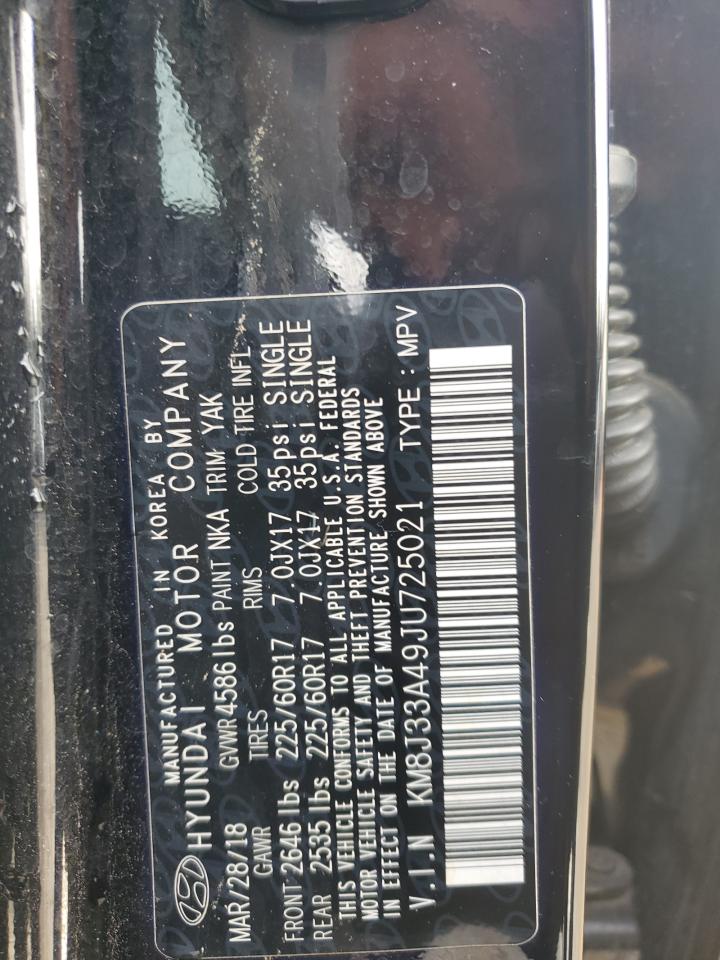 MANUFACTURED IN KOREA BY
HYUNDAI MOTOR COMPANY
MAR/28/18 GVWR 4586 lbs PAINT NKA TRIM YAK
GAWR TIRES RIMS COLD TIRE INFL
FRONT 2646 lbs 225/60R17 7.0JX17 35psi SINGLE
REAR 2535 lbs 225/60R17 7.0JX17 35psi SINGLE
THIS VEHICLE CONFORMS TO ALL APPLICABLE U.S.A. FEDERAL
MOTOR VEHICLE SAFETY AND THEFT PREVENTION STANDARDS
IN EFFECT ON THE DATE OF MANUFACTURE SHOWN ABOVE
V.I.N KM8J33A49JU725021 TYPE : MPV